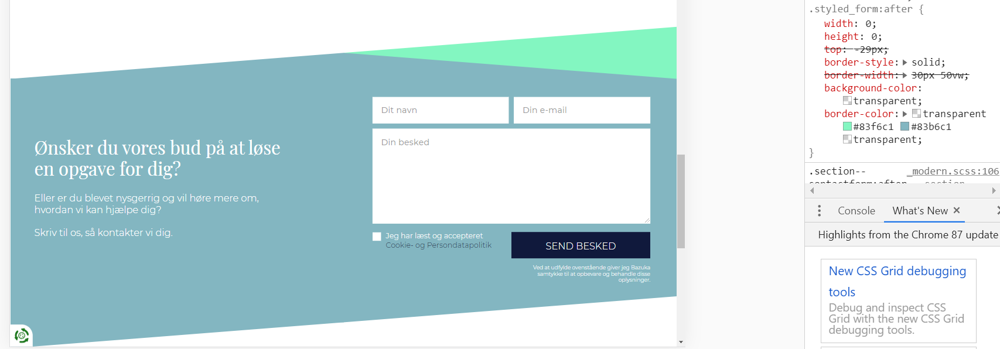 Dit navn
Din e-mail
Din besked
Ønsker du vores bud på at løse
en opgave for dig?
Eller er du blevet nysgerrig og vil høre mere om,
hvordan vi kan hjælpe dig?
Skriv til os, så kontakter vi dig.
Jeg har læst og accepteret
Cookie- og Persondatapolitik
SEND BESKED
Ved at udfylde ovenstående giver jeg Bazuka
samtykke til at opbevare og behandle disse
oplysninger.
.styled_form:after {
width: 0;
height: 0;
top: -29px;
border-style: solid;
border-width: 30px 50vw;
background-color:
transparent;
border-color: transparent
#83f6c1 #83b6c1
transparent;
}
.section-- _modern.scss:106
contactform:after, .section
Console What's New
Highlights from the Chrome 87 update
New CSS Grid debugging
tools
Debug and inspect CSS
Grid with the new CSS Grid
debugging tools.